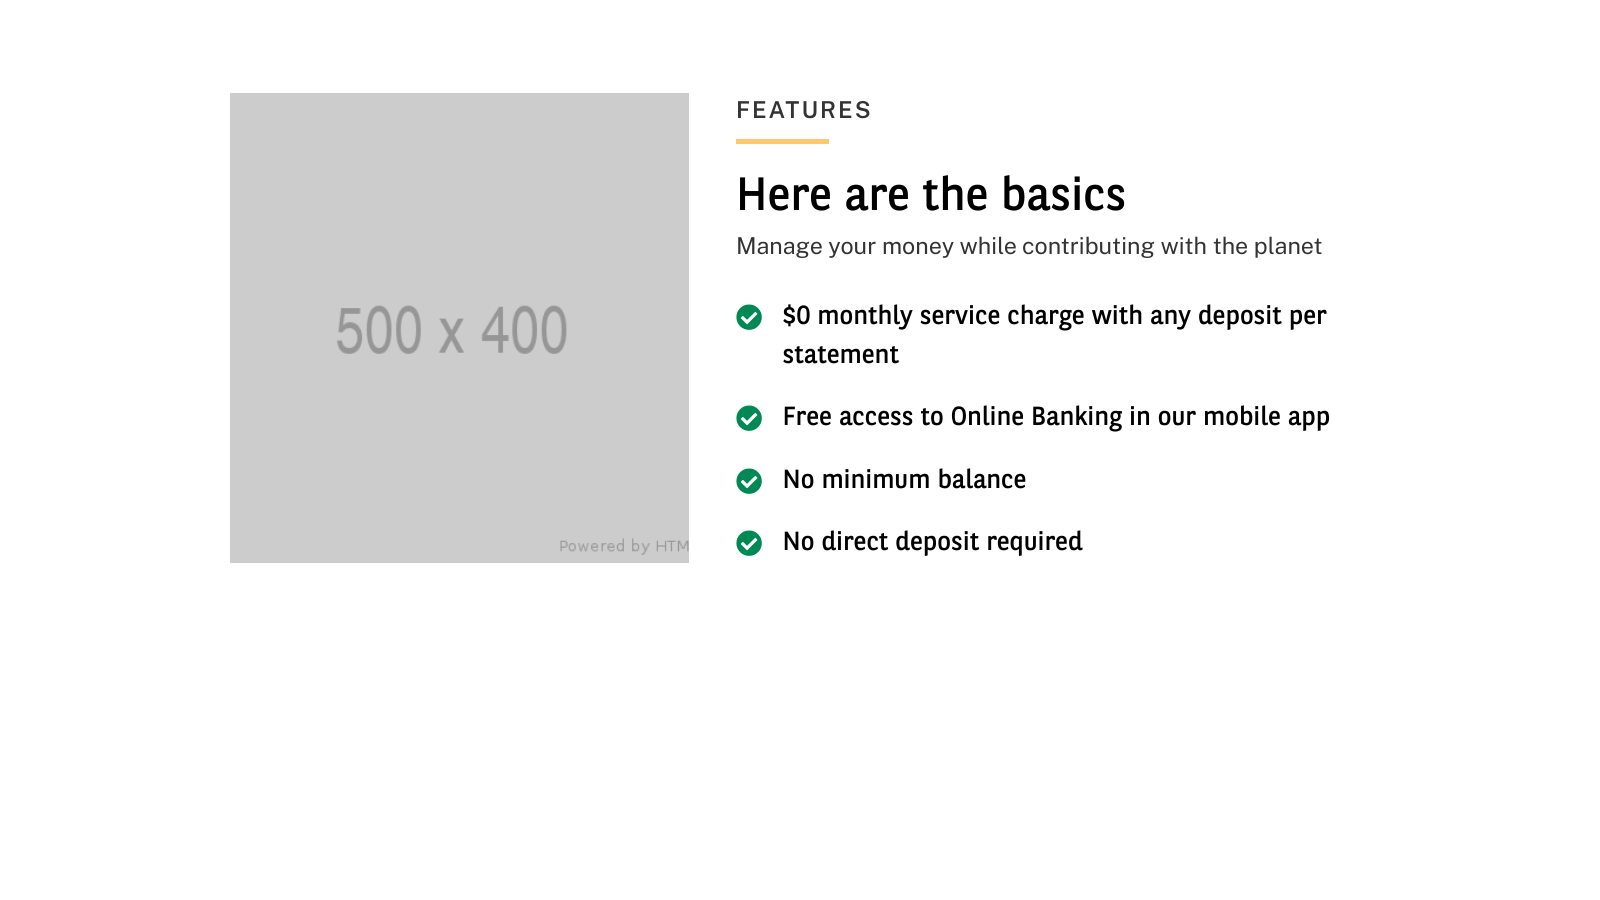 500 x 400
Powered by HTM
FEATURES
Here are the basics
Manage your money while contributing with the planet
$0 monthly service charge with any deposit per
statement
Free access to Online Banking in our mobile app
No minimum balance
No direct deposit required